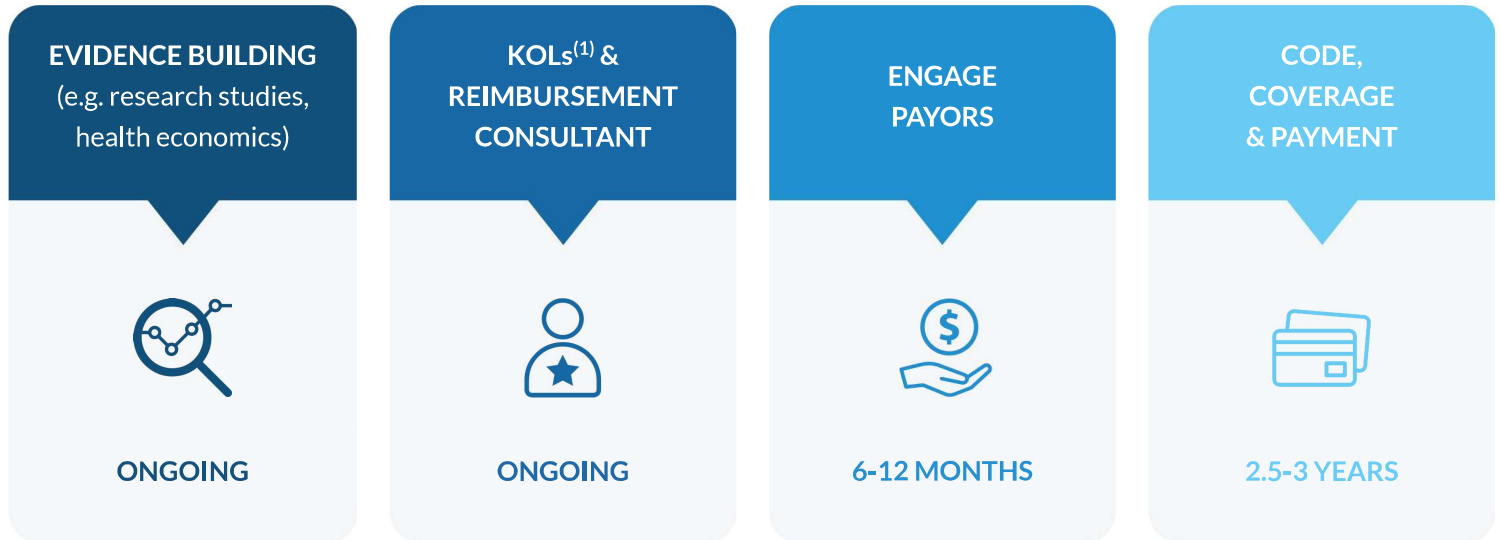 EVIDENCE BUILDING
(e.g. research studies,
health economics)
ONGOING
KOLs(1) &
REIMBURSEMENT
CONSULTANT
ONGOING
ENGAGE
PAYORS
$
6-12 MONTHS
CODE,
COVERAGE
& PAYMENT
2.5-3 YEARS